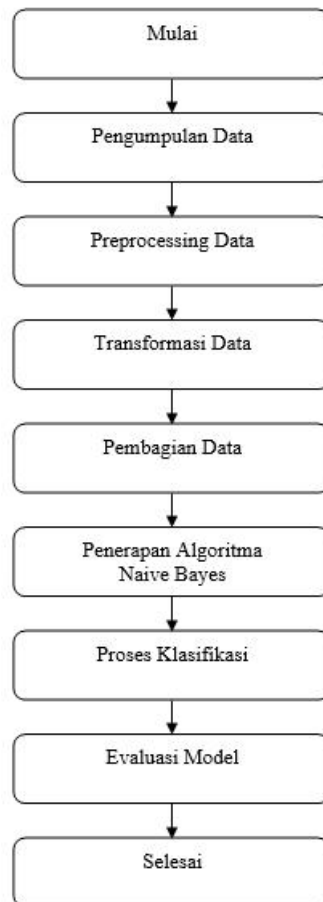 Mulai
Pengumpulan Data
Preprocessing Data
Transformasi Data
Pembagian Data
Penerapan Algoritma
Naive Bayes
Proses Klasifikasi
Evaluasi Model
Selesai